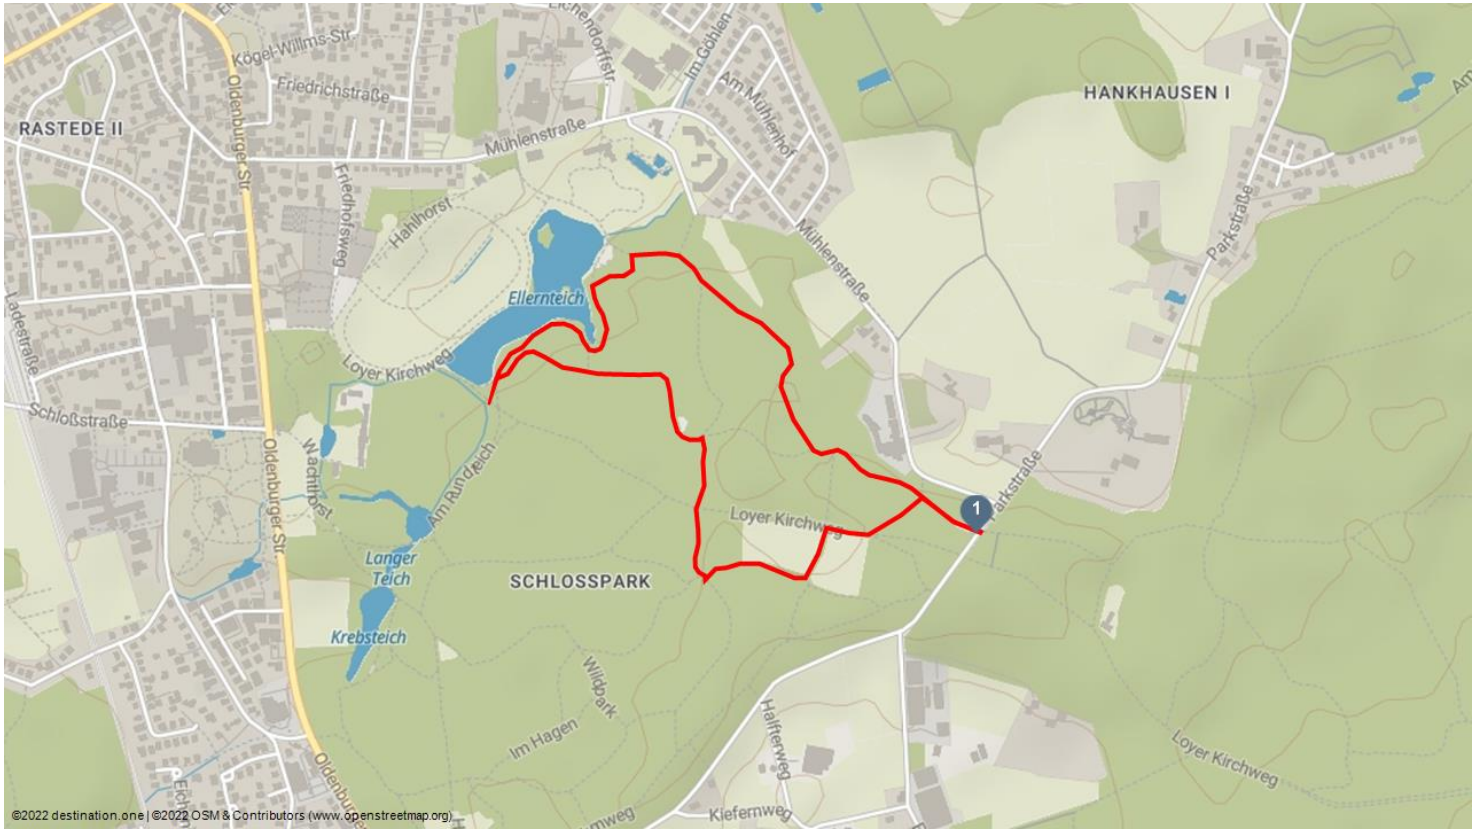 Eichendorffstr
Im Göhlen
Kögel-Willms-Str.
Friedrichstraße
Am Mühlenhof
HANKHAUSEN I
RASTEDE II
Oldenburger Str.
Mühlenstraße
Friedhofsweg
Hahlhorst
Parkstraße
Mühlenstraße
Ellernteich
Ladestraße
Loyer Kirchweg
Schloßstraße
Wachthorst
Oldenburger Str.
Am Rundteich
Parkstraße
1
Loyer Kirchweg
Langer
Teich
SCHLOSSPARK
Krebsteich
Wildpark
Im Hagen
Halfterweg
Loyer Kirchweg
Oldenburger
Kiefernweg
©2022 destination.one | ©2022 OSM & Contributors (www.openstreetmap.org)